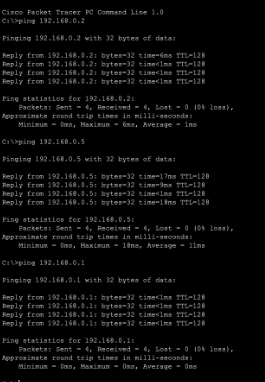 Cisco Packet Tracer PC Command Line 1.0
C:\>ping 192.168.0.2
Pinging 192.168.0.2 with 32 bytes of data:
Reply from 192.168.0.2: bytes=32 time=6ms TTL=128
Reply from 192.168.0.2: bytes=32 time<1ms TTL=128
Reply from 192.168.0.2: bytes=32 time<1ms TTL=128
Reply from 192.168.0.2: bytes=32 time<1ms TTL=128
Ping statistics for 192.168.0.2:
Packets: Sent = 4, Received = 4, Lost = 0 (0% loss),
Approximate round trip times in milli-seconds:
Minimum = 0ms, Maximum = 6ms, Average = 1ms
C:\>ping 192.168.0.5
Pinging 192.168.0.5 with 32 bytes of data:
Reply from 192.168.0.5: bytes=32 time=17ms TTL=128
Reply from 192.168.0.5: bytes=32 time=9ms TTL=128
Reply from 192.168.0.5: bytes=32 time<1ms TTL=128
Reply from 192.168.0.5: bytes=32 time=18ms TTL=128
Ping statistics for 192.168.0.5:
Packets: Sent = 4, Received = 4, Lost = 0 (0% loss),
Approximate round trip times in milli-seconds:
Minimum = 0ms, Maximum = 18ms, Average = 11ms
C:\>ping 192.168.0.1
Pinging 192.168.0.1 with 32 bytes of data:
Reply from 192.168.0.1: bytes=32 time<1ms TTL=128
Reply from 192.168.0.1: bytes=32 time<1ms TTL=128
Reply from 192.168.0.1: bytes=32 time<1ms TTL=128
Reply from 192.168.0.1: bytes=32 time<1ms TTL=128
Ping statistics for 192.168.0.1:
Packets: Sent = 4, Received = 4, Lost = 0 (0% loss),
Approximate round trip times in milli-seconds:
Minimum = 0ms, Maximum = 0ms, Average = 0ms